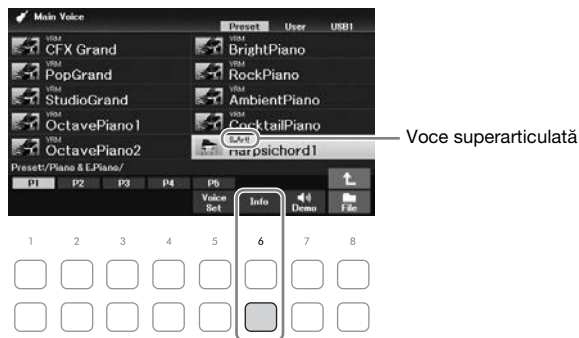 Main Voice
Preset User USB1
VRM VRM
CFX Grand BrightPiano
VRM VRM
PopGrand RockPiano
VRM VRM
StudioGrand AmbientPiano
VRM VRM
OctavePiano1 CocktailPiano
VRM S.Art!
OctavePiano2 Harpsichord1
Voce superarticulată
Preset:/Piano & E.Piano/
P1 P2 P3 P4 P5
Voice Set Info Demo File
1 2 3 4 5 6 7 8